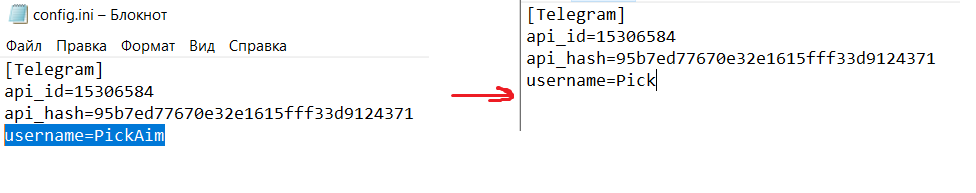 config.ini – Блокнот
Файл Правка Формат Вид Справка
[Telegram]
api_id=15306584
api_hash=95b7ed77670e32e1615fff33d9124371
username=PickAim
[Telegram]
api_id=15306584
api_hash=95b7ed77670e32e1615fff33d9124371
username=Pick